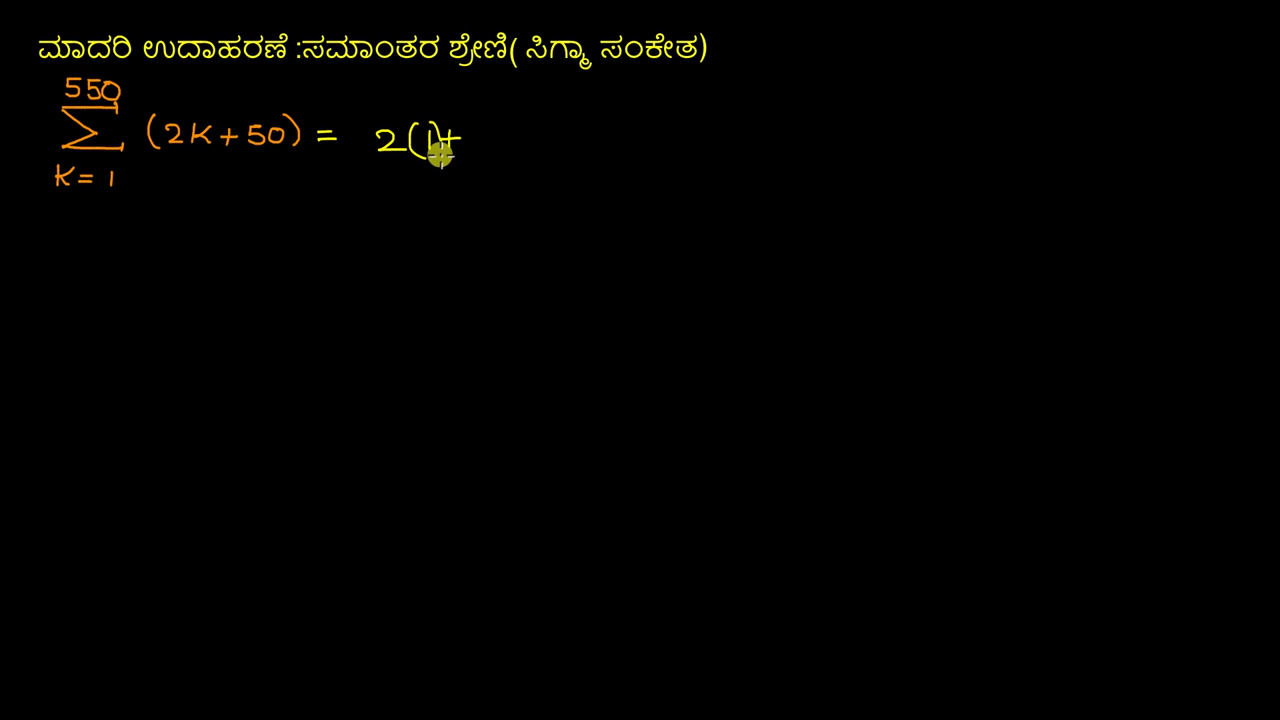 ಮಾದರಿ ಉದಾಹರಣೆ :ಸಮಾಂತರ ಶ್ರೇಣಿ( ಸಿಗ್ಮಾ ಸಂಕೇತ)
550
∑ (2K+50) = 2(1)+
K=1